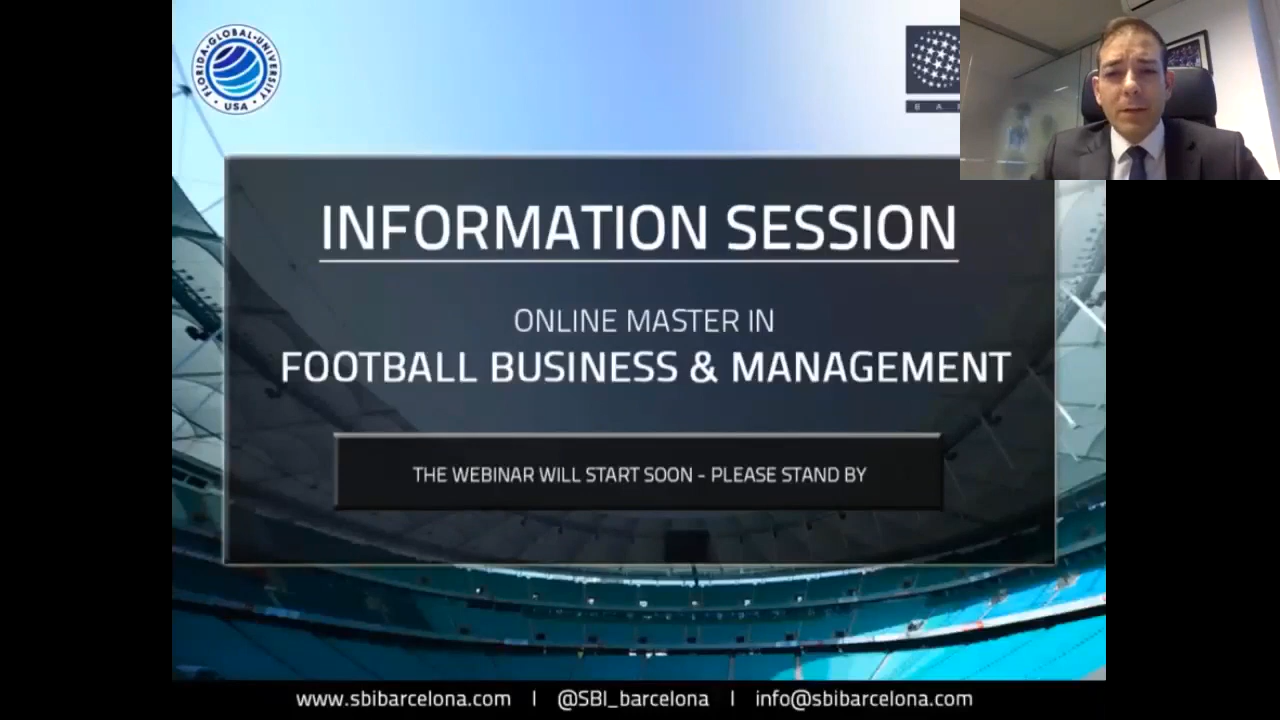 FLORIDA·GLOBAL·UNIVERSITY
· USA ·
INFORMATION SESSION
ONLINE MASTER IN
FOOTBALL BUSINESS & MANAGEMENT
THE WEBINAR WILL START SOON - PLEASE STAND BY
www.sbibarcelona.com | @SBI_barcelona | info@sbibarcelona.com